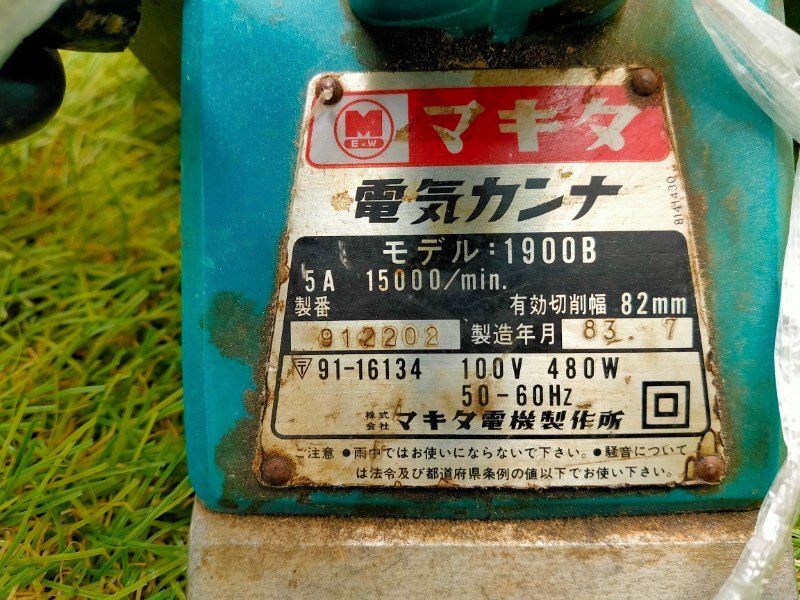 M
E.W
マキタ
電気カンナ
814143Q
モデル:1900B
5A 15000/min.
製番 有効切削幅 82mm
912202 製造年月 83. 7
〒91-16134 100V 480W
50-60Hz
株式会社 マキタ電機製作所
ご注意 ●雨中ではお使いにならないで下さい。●騒音について
は法令及び都道府県条例の値以下でお使い下さい。